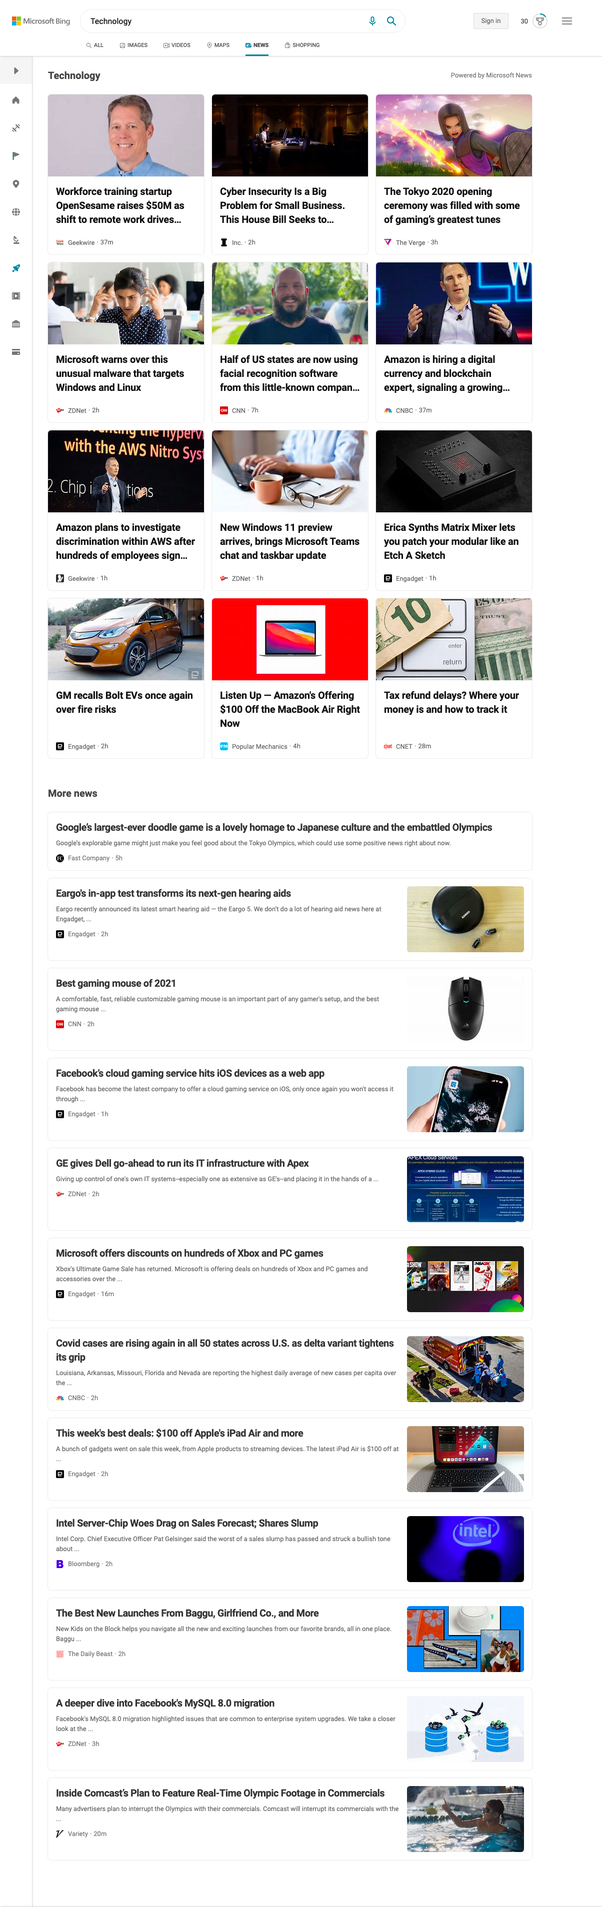 Microsoft Bing
Technology
Sign in
30
ALL
IMAGES
VIDEOS
MAPS
NEWS
SHOPPING
Technology
Powered by Microsoft News
Workforce training startup
OpenSesame raises $50M as
shift to remote work drives...
Geekwire · 37m
Cyber Insecurity Is a Big
Problem for Small Business.
This House Bill Seeks to...
Inc. · 2h
The Tokyo 2020 opening
ceremony was filled with some
of gaming's greatest tunes
The Verge · 3h
Microsoft warns over this
unusual malware that targets
Windows and Linux
ZDNet · 2h
Half of US states are now using
facial recognition software
from this little-known compan...
CNN · 7h
Amazon is hiring a digital
currency and blockchain
expert, signaling a growing...
CNBC · 37m
with the AWS Nitro Syst
Amazon plans to investigate
discrimination within AWS after
hundreds of employees sign...
Geekwire · 1h
New Windows 11 preview
arrives, brings Microsoft Teams
chat and taskbar update
ZDNet · 1h
Erica Synths Matrix Mixer lets
you patch your modular like an
Etch A Sketch
Engadget · 1h
10
enter
return
GM recalls Bolt EVs once again
over fire risks
Engadget · 2h
Listen Up — Amazon's Offering
$100 Off the MacBook Air Right
Now
Popular Mechanics · 4h
Tax refund delays? Where your
money is and how to track it
CNET · 28m
More news
Google's largest-ever doodle game is a lovely homage to Japanese culture and the embattled Olympics
Google's explorable game might just make you feel good about the Tokyo Olympics, which could use some positive news right about now.
Fast Company · 5h
Eargo's in-app test transforms its next-gen hearing aids
Eargo recently announced its latest smart hearing aid — the Eargo 5. We don't do a lot of hearing aid news here at
Engadget, ...
Engadget · 2h
Best gaming mouse of 2021
A comfortable, fast, reliable customizable gaming mouse is an important part of any gamer's setup, and the best
gaming mouse ...
CNN · 2h
Facebook's cloud gaming service hits iOS devices as a web app
Facebook has become the latest company to offer a cloud gaming service on iOS, only once again you won't access it
through ...
Engadget · 1h
GE gives Dell go-ahead to run its IT infrastructure with Apex
Giving up control of one's own IT systems--especially one as extensive as GE's--and placing it in the hands of a ...
ZDNet · 2h
APEX Cloud Services
Microsoft offers discounts on hundreds of Xbox and PC games
Xbox's Ultimate Game Sale has returned. Microsoft is offering deals on hundreds of Xbox and PC games and
accessories over the ...
Engadget · 16m
Covid cases are rising again in all 50 states across U.S. as delta variant tightens
its grip
Louisiana, Arkansas, Missouri, Florida and Nevada are reporting the highest daily average of new cases per capita over
the ...
CNBC · 2h
This week's best deals: $100 off Apple's iPad Air and more
A bunch of gadgets went on sale this week, from Apple products to streaming devices. The latest iPad Air is $100 off at
...
Engadget · 2h
Intel Server-Chip Woes Drag on Sales Forecast; Shares Slump
Intel Corp. Chief Executive Officer Pat Gelsinger said the worst of a sales slump has passed and struck a bullish tone
about ...
Bloomberg · 2h
intel
The Best New Launches From Baggu, Girlfriend Co., and More
New Kids on the Block helps you navigate all the new and exciting launches from our favorite brands, all in one place.
Baggu ...
The Daily Beast · 2h
A deeper dive into Facebook's MySQL 8.0 migration
Facebook's MySQL 8.0 migration highlighted issues that are common to enterprise system upgrades. We take a closer
look at the ...
ZDNet · 3h
Inside Comcast's Plan to Feature Real-Time Olympic Footage in Commercials
Many advertisers plan to interrupt the Olympics with their commercials. Comcast will interrupt its commercials with the
...
Variety · 20m